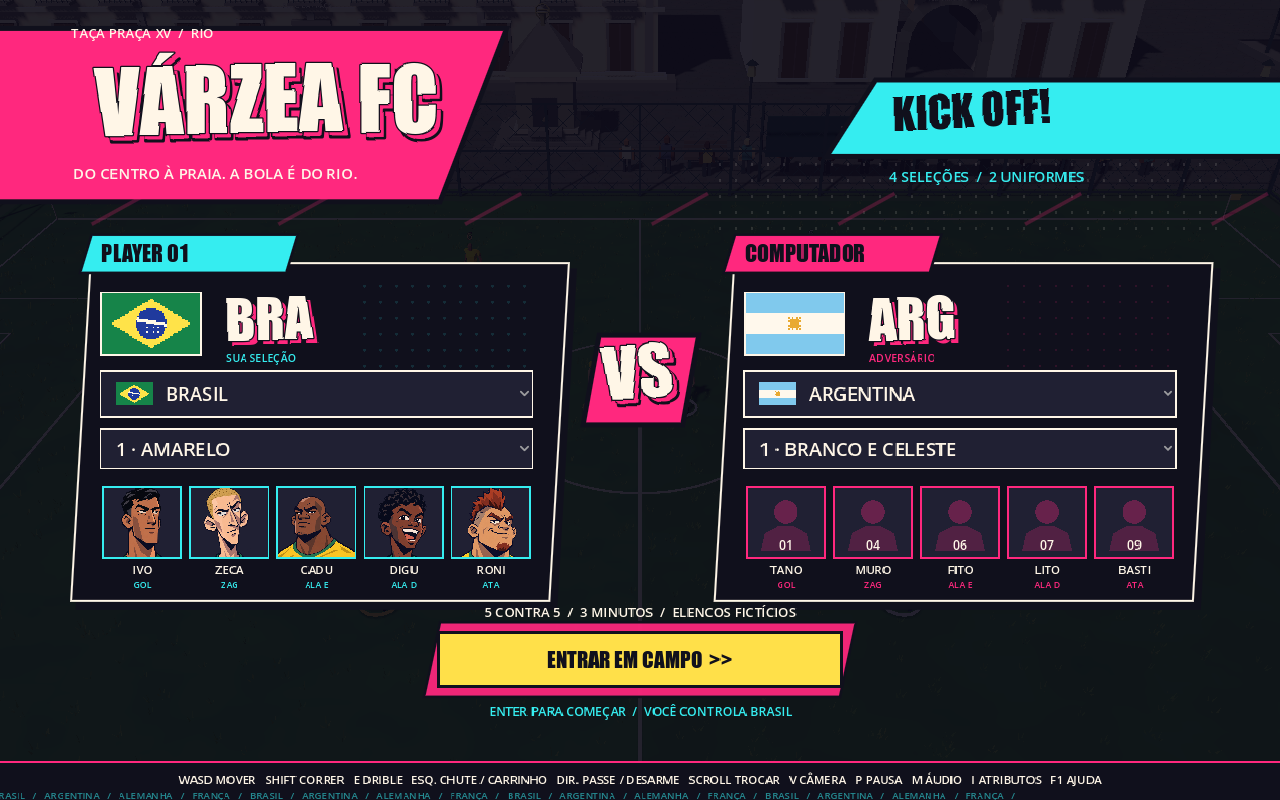 TAÇA PRAÇA XV / RIO
VÁRZEA FC
DO CENTRO À PRAIA. A BOLA É DO RIO.
KICK OFF!
4 SELEÇÕES / 2 UNIFORMES
PLAYER 01
BRA
SUA SELEÇÃO
BRASIL
1 · AMARELO
IVO ZECA CADU DIGU RONI
GOL ZAG ALA E ALA D ATA
VS
COMPUTADOR
ARG
ADVERSÁRIO
ARGENTINA
1 · BRANCO E CELESTE
01 04 06 07 09
TANO MURO FITO LITO BASTI
GOL ZAG ALA E ALA D ATA
5 CONTRA 5 / 3 MINUTOS / ELENCOS FICTÍCIOS
ENTRAR EM CAMPO >>
ENTER PARA COMEÇAR / VOCÊ CONTROLA BRASIL
WASD MOVER SHIFT CORRER E DRIBLE ESQ. CHUTE / CARRINHO DIR. PASSE / DESARME SCROLL TROCAR V CÂMERA P PAUSA M ÁUDIO I ATRIBUTOS F1 AJUDA
RASIL / ARGENTINA / ALEMANHA / FRANÇA / BRASIL / ARGENTINA / ALEMANHA / FRANÇA / BRASIL / ARGENTINA / ALEMANHA / FRANÇA / BRASIL / ARGENTINA / ALEMANHA / FRANÇA /